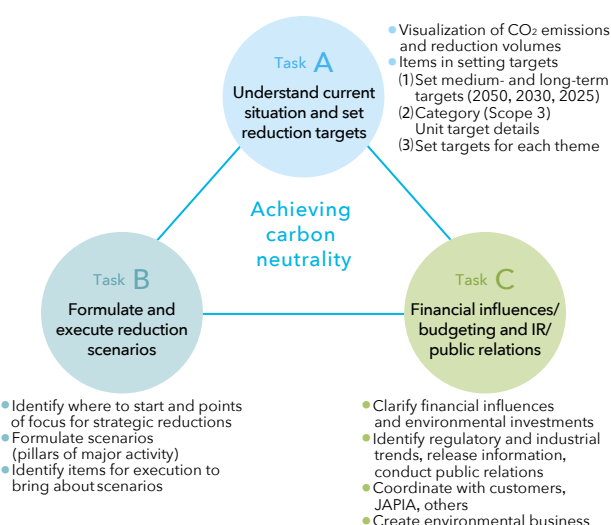 Task A
Understand current
situation and set
reduction targets
● Visualization of CO₂ emissions
and reduction volumes
● Items in setting targets
(1)Set medium- and long-term
targets (2050, 2030, 2025)
(2)Category (Scope 3)
Unit target details
(3)Set targets for each theme
Achieving
carbon
neutrality
Task B
Formulate and
execute reduction
scenarios
Task C
Financial influences/
budgeting and IR/
public relations
● Identify where to start and points
of focus for strategic reductions
● Formulate scenarios
(pillars of major activity)
● Identify items for execution to
bring about scenarios
● Clarify financial influences
and environmental investments
● Identify regulatory and industrial
trends, release information,
conduct public relations
● Coordinate with customers,
JAPIA, others
● Create environmental business